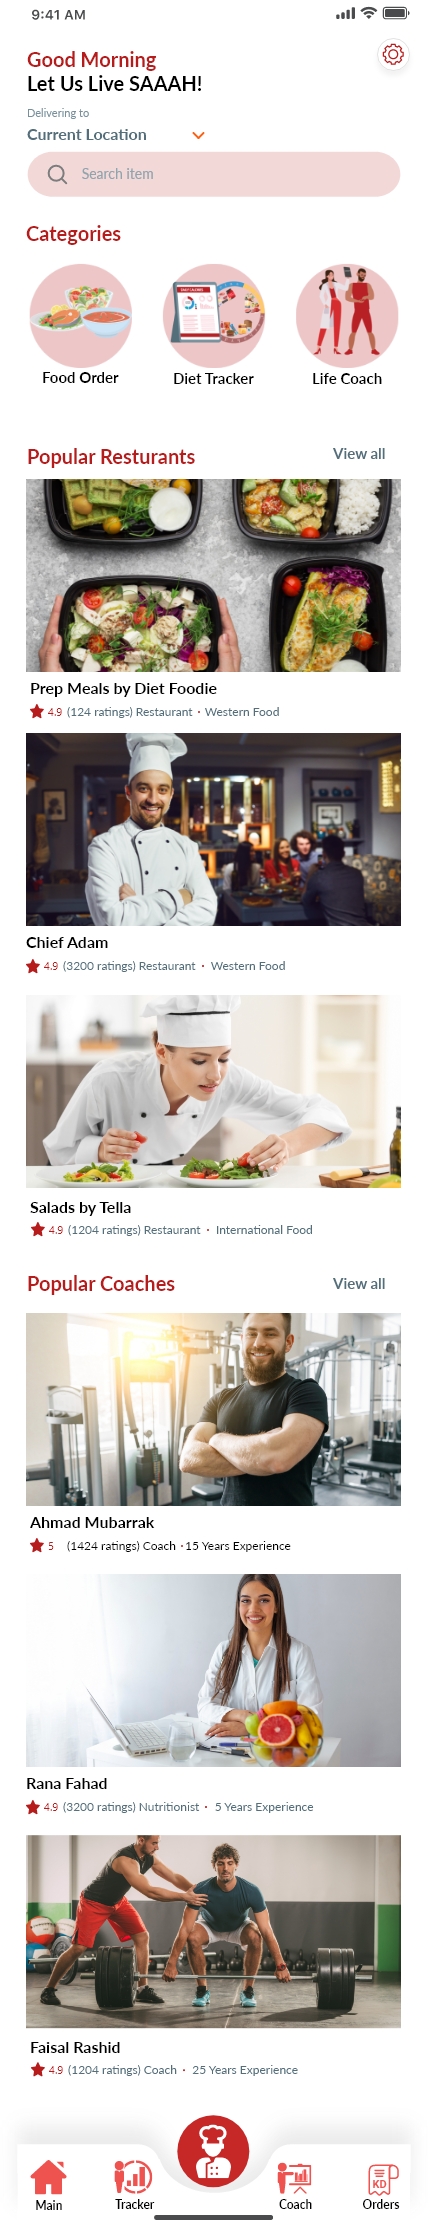 9:41 AM
Good Morning
Let Us Live SAAAH!
Delivering to
Current Location
Search item
Categories
DAILY CALORIES
Food Order
Diet Tracker
Life Coach
Popular Resturants
View all
Prep Meals by Diet Foodie
4.9 (124 ratings) Restaurant · Western Food
Chief Adam
4.9 (3200 ratings) Restaurant · Western Food
Salads by Tella
4.9 (1204 ratings) Restaurant · International Food
Popular Coaches
View all
Ahmad Mubarrak
5 (1424 ratings) Coach ·15 Years Experience
Rana Fahad
4.9 (3200 ratings) Nutritionist · 5 Years Experience
Faisal Rashid
4.9 (1204 ratings) Coach · 25 Years Experience
KD
Main
Tracker
Coach
Orders